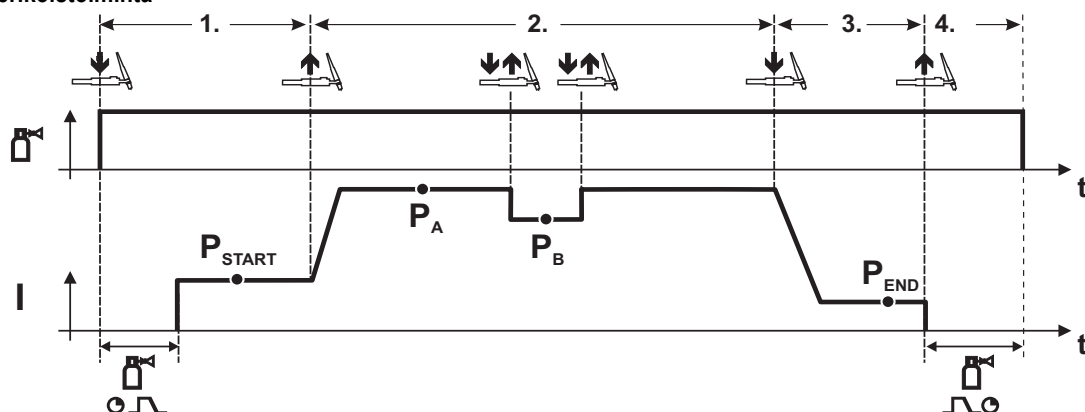 erikoistoiminta
1. 2. 3. 4.
t
P_A
P_B
P_START
P_END
I
t